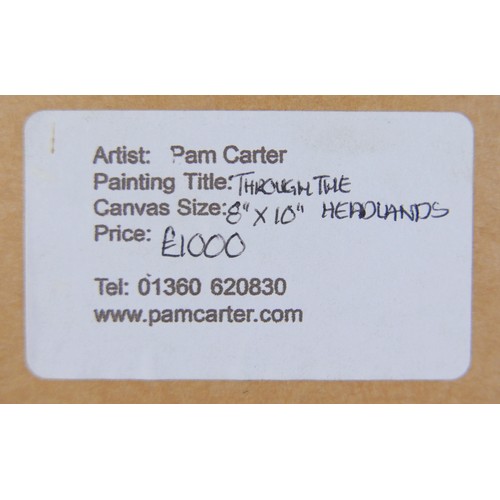 Artist: Pam Carter
Painting Title: THROUGH THE
Canvas Size: 8" X 10" HEADLANDS
Price: £1000
Tel: 01360 620830
www.pamcarter.com